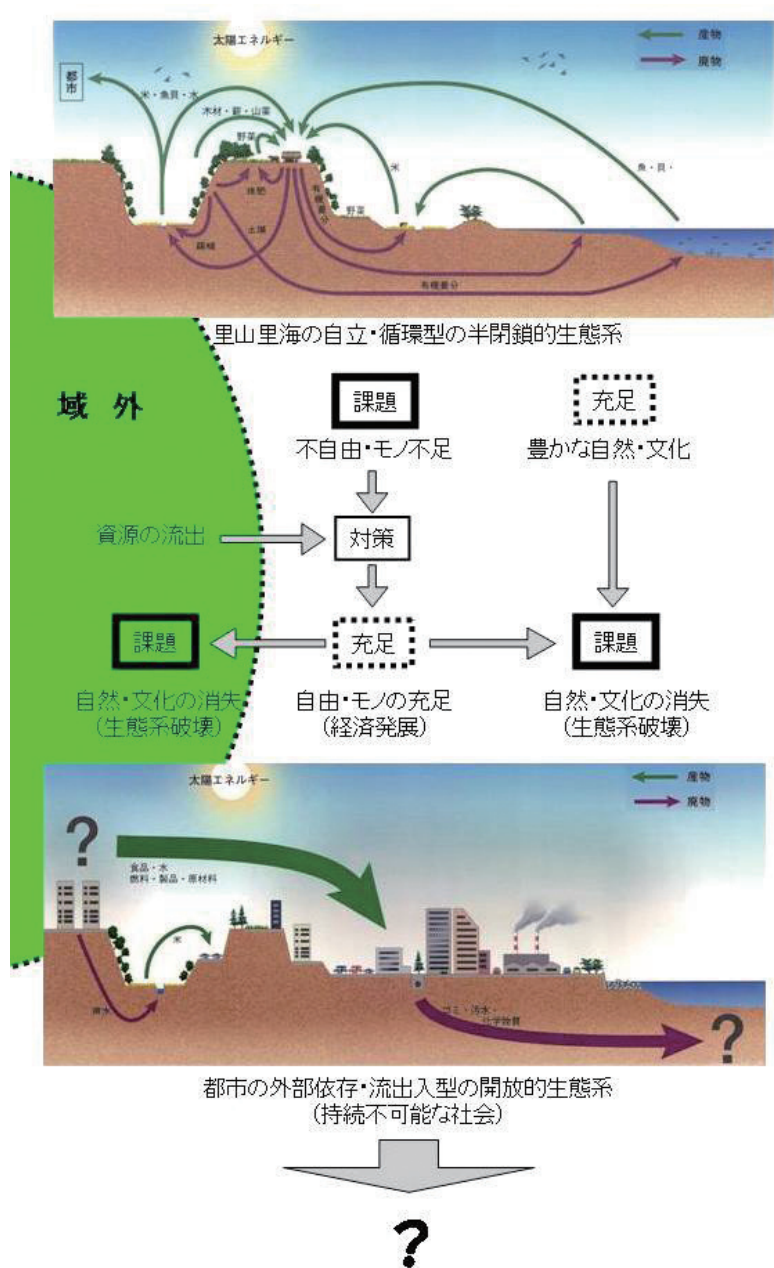 太陽エネルギー
産物
廃物
都市
米・魚貝・水
木材・薪・山菜
野菜
米
魚・貝・
堆肥
有機養分
野菜
土壌
有機養分
里山里海の自立・循環型の半閉鎖的生態系
域 外
課題
充足
不自由・モノ不足
豊かな自然・文化
資源の流出
対策
課題
充足
課題
自然・文化の消失
(生態系破壊)
自由・モノの充足
(経済発展)
自然・文化の消失
(生態系破壊)
太陽エネルギー
産物
廃物
?
食品・水
燃料・製品・原材料
米
ゴミ・汚水・
化学物質
?
都市の外部依存・流出入型の開放的生態系
(持続不可能な社会)
?